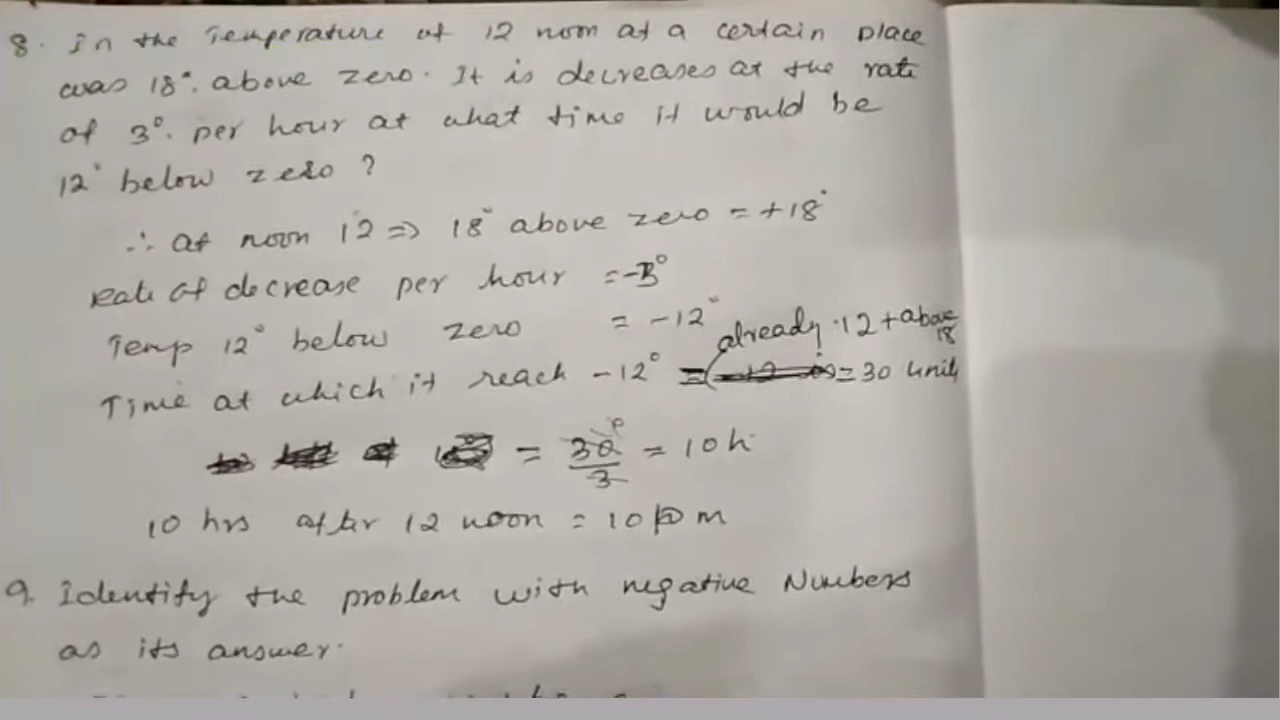 8. In the Temperature at 12 noon at a certain place
was 18°. above zero. It is decreases at the rate
of 3°. per hour at what time it would be
12° below zero ?
∴ at noon 12 ⇒ 18° above zero = +18°
Rate of decrease per hour = -3°
Temp 12° below zero = -12°
already 12 + above 18
Time at which it reach -12° = ( = 30 unit
= 30/3 = 10 h
10 hrs after 12 noon = 10 pm
9. Identify the problem with negative Numbers
as its answer.